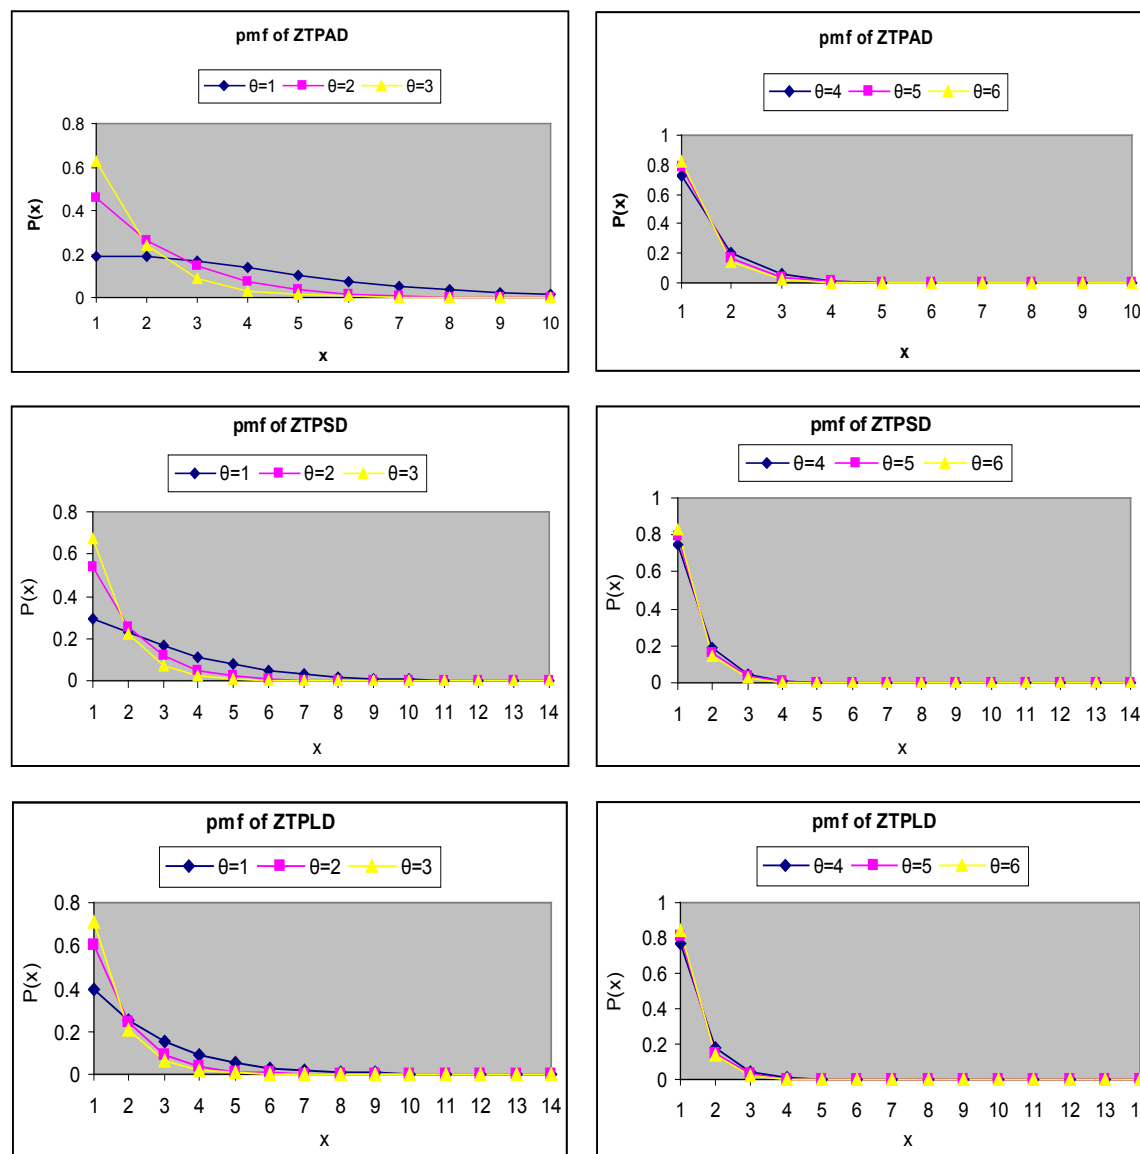 pmf of ZTPAD
θ=1 θ=2 θ=3
0.8
0.6
0.4
0.2
0
P(x)
1 2 3 4 5 6 7 8 9 10
x
pmf of ZTPAD
θ=4 θ=5 θ=6
1
0.8
0.6
0.4
0.2
0
P(x)
1 2 3 4 5 6 7 8 9 10
x
pmf of ZTPSD
θ=1 θ=2 θ=3
0.8
0.6
0.4
0.2
0
P(x)
1 2 3 4 5 6 7 8 9 10 11 12 13 14
x
pmf of ZTPSD
θ=4 θ=5 θ=6
1
0.8
0.6
0.4
0.2
0
P(x)
1 2 3 4 5 6 7 8 9 10 11 12 13 14
x
pmf of ZTPLD
θ=1 θ=2 θ=3
0.8
0.6
0.4
0.2
0
P(x)
1 2 3 4 5 6 7 8 9 10 11 12 13 14
x
pmf of ZTPLD
θ=4 θ=5 θ=6
1
0.8
0.6
0.4
0.2
0
P(x)
1 2 3 4 5 6 7 8 9 10 11 12 13 1
x